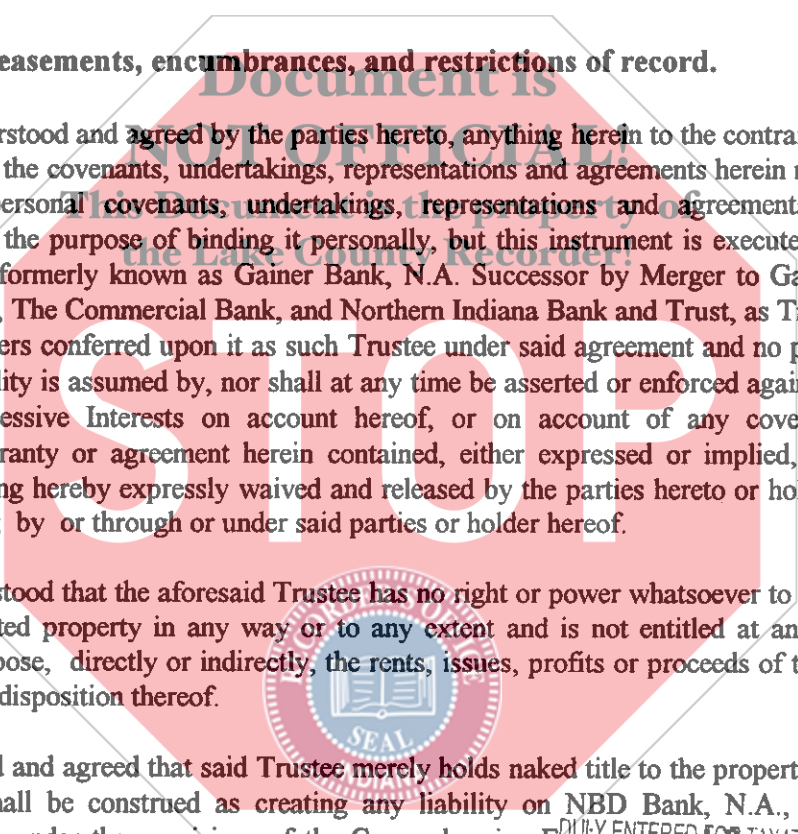 easements, encumbrances, and restrictions of record.
Document is
NOT OFFICIAL!
This Document is the property of
the Lake County Recorder!
rstood and agreed by the parties hereto, anything herein to the contra
the covenants, undertakings, representations and agreements herein
ersonal covenants, undertakings, representations and agreement
the purpose of binding it personally, but this instrument is execute
formerly known as Gainer Bank, N.A. Successor by Merger to Ga
, The Commercial Bank, and Northern Indiana Bank and Trust, as T
ers conferred upon it as such Trustee under said agreement and no p
lity is assumed by, nor shall at any time be asserted or enforced agai
essive Interests on account hereof, or on account of any cove
ranty or agreement herein contained, either expressed or implied,
ng hereby expressly waived and released by the parties hereto or ho
by or through or under said parties or holder hereof.
STOP
stood that the aforesaid Trustee has no right or power whatsoever to
ted property in any way or to any extent and is not entitled at an
pose, directly or indirectly, the rents, issues, profits or proceeds of t
disposition thereof.
RECORDER'S OFFICE
SEAL
INDIANA
d and agreed that said Trustee merely holds naked title to the property
hall be construed as creating any liability on NBD Bank, N.A.,
DULY ENTERED FOR
under the provisions of the